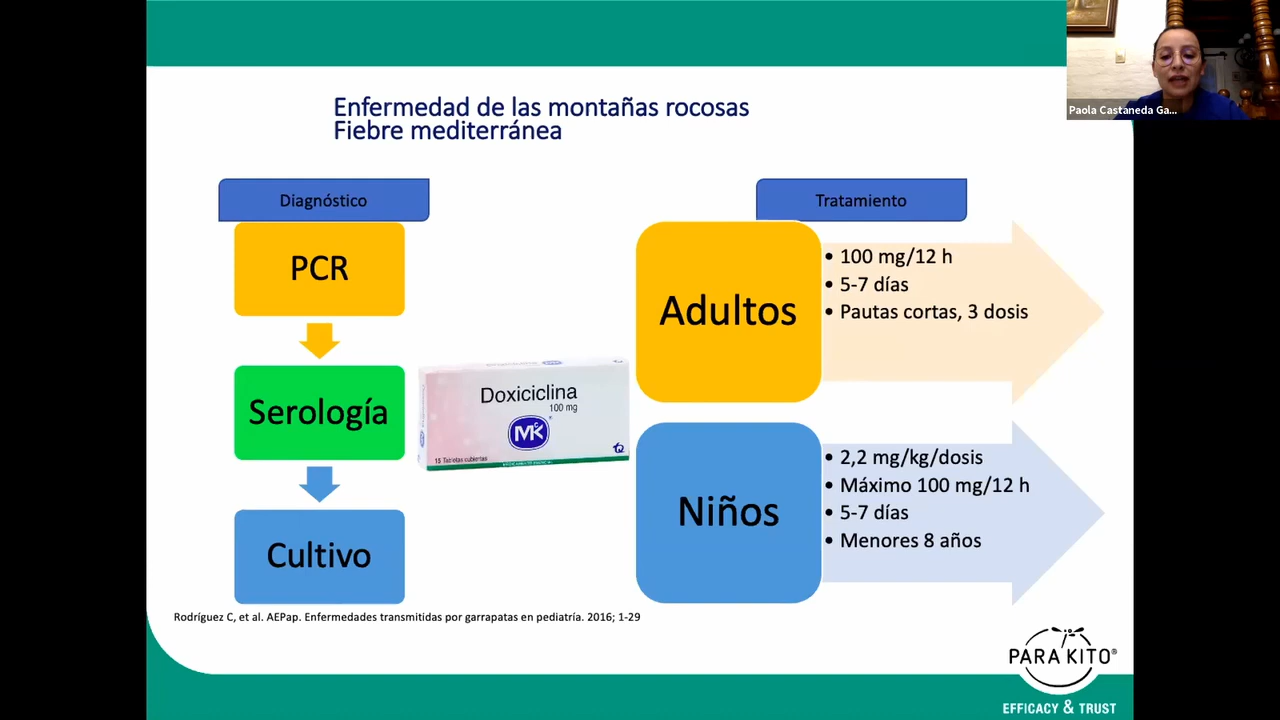 Paola Castaneda Ga...
Enfermedad de las montañas rocosas
Fiebre mediterránea
Diagnóstico
PCR
Serología
Cultivo
Doxiciclina
100 mg
MK
15 Tabletas cubiertas
Tratamiento
Adultos
• 100 mg/12 h
• 5-7 días
• Pautas cortas, 3 dosis
Niños
• 2,2 mg/kg/dosis
• Máximo 100 mg/12 h
• 5-7 días
• Menores 8 años
Rodríguez C, et al. AEPap. Enfermedades transmitidas por garrapatas en pediatría. 2016; 1-29
PARA KITO®
EFFICACY & TRUST